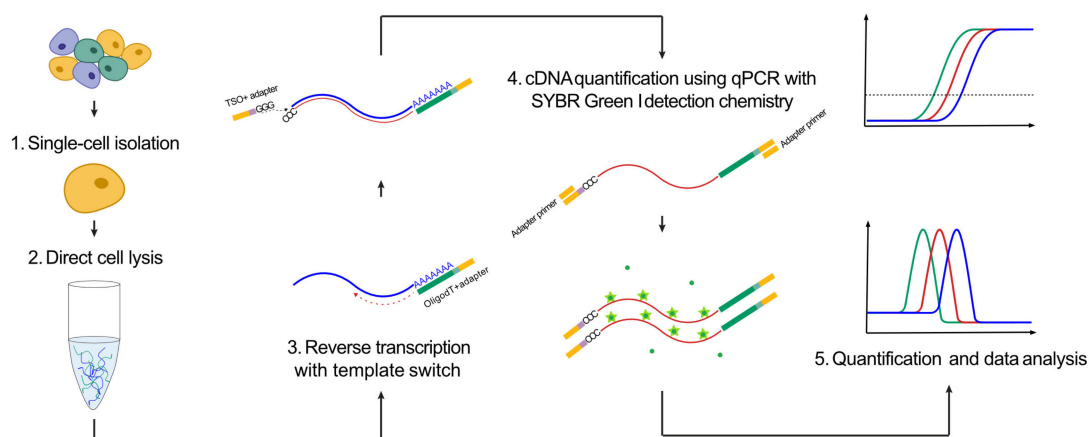 1. Single-cell isolation
2. Direct cell lysis
TSO+ adapter
GGG
CCC
AAAAAAA
AAAAAAA
OligodT+adapter
3. Reverse transcription
with template switch
4. cDNA quantification using qPCR with
SYBR Green I detection chemistry
Adapter primer
CCC
Adapter primer
CCC
CCC
5. Quantification and data analysis